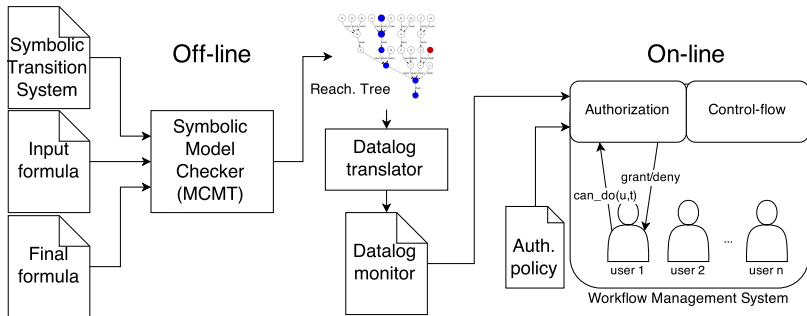 Symbolic
Transition
System
Off-line
On-line
Reach. Tree
Input
formula
Symbolic
Model
Checker
(MCMT)
Datalog
translator
Authorization
Control-flow
grant/deny
can_do(u,t)
Final
formula
Datalog
monitor
Auth.
policy
user 1
user 2
...
user n
Workflow Management System